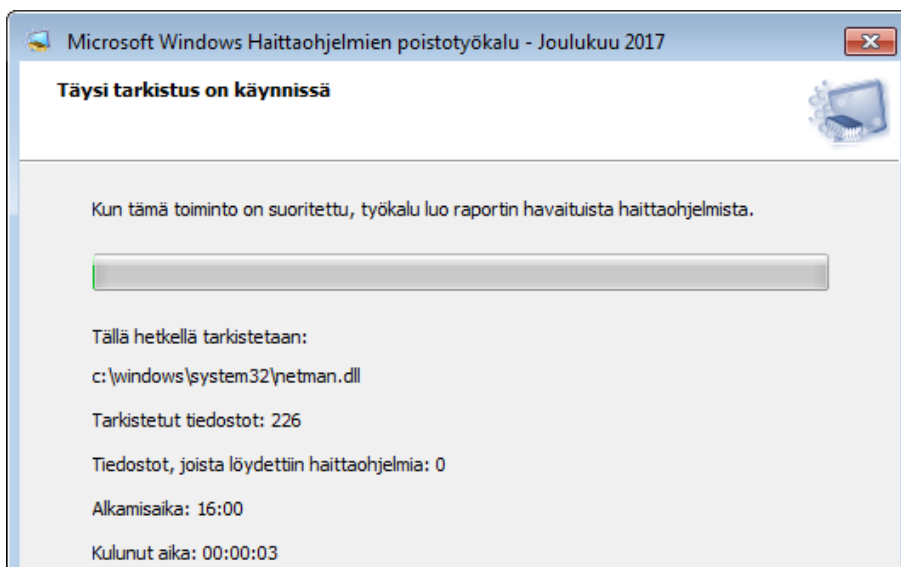 Microsoft Windows Haittaohjelmien poistotyökalu - Joulukuu 2017
Täysi tarkistus on käynnissä
Kun tämä toiminto on suoritettu, työkalu luo raportin havaituista haittaohjelmista.
Tällä hetkellä tarkistetaan:
c:\windows\system32\netman.dll
Tarkistetut tiedostot: 226
Tiedostot, joista löydettiin haittaohjelmia: 0
Alkamisaika: 16:00
Kulunut aika: 00:00:03